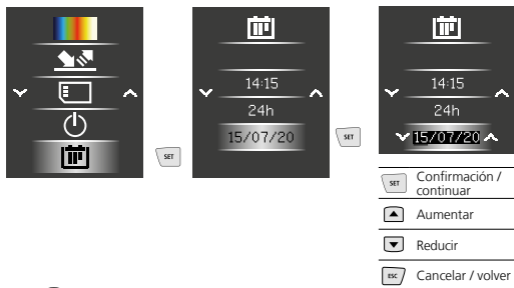 14:15
24h
15/07/20
SET
14:15
24h
15/07/20
SET
SET Confirmación /
continuar
Aumentar
Reducir
ESC Cancelar / volver